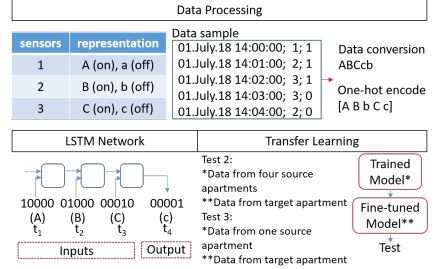 Data Processing
sensors representation
1 A (on), a (off)
2 B (on), b (off)
3 C (on), c (off)
Data sample
01.July.18 14:00:00; 1; 1
01.July.18 14:01:00; 2; 1
01.July.18 14:02:00; 3; 1
01.July.18 14:03:00; 3; 0
01.July.18 14:04:00; 2; 0
Data conversion
ABCcb
One-hot encode
[A B b C c]
LSTM Network
10000 01000 00010 00001
(A) (B) (C) (c)
t1 t2 t3 t4
Inputs Output
Transfer Learning
Test 2:
*Data from four source
apartments
**Data from target apartment
Test 3:
*Data from one source
apartment
**Data from target apartment
Trained
Model*
Fine-tuned
Model**
Test